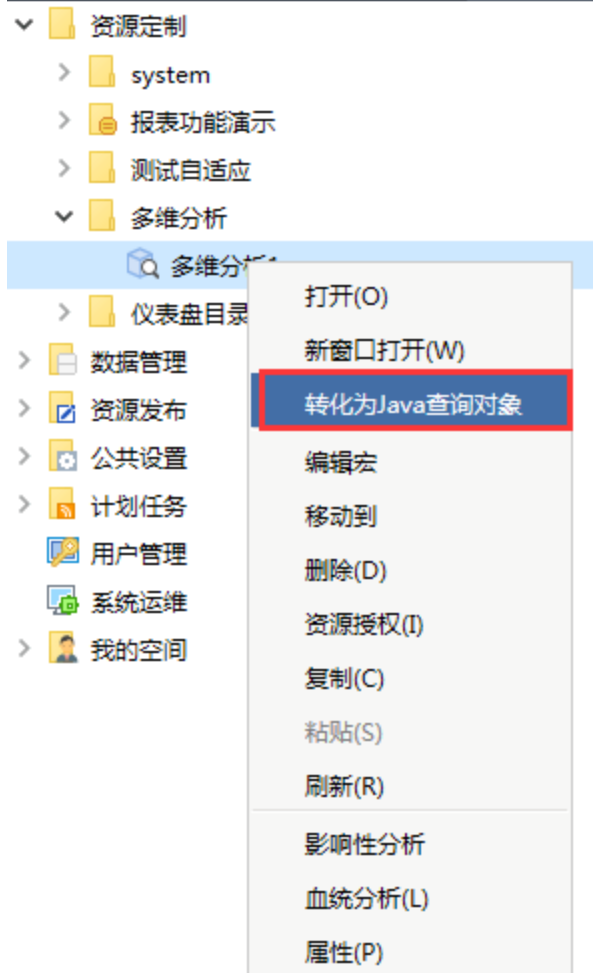 资源定制
system
报表功能演示
测试自适应
多维分析
多维分析1
仪表盘目录
数据管理
资源发布
公共设置
计划任务
用户管理
系统运维
我的空间
打开(O)
新窗口打开(W)
转化为Java查询对象
编辑宏
移动到
删除(D)
资源授权(I)
复制(C)
粘贴(S)
刷新(R)
影响性分析
血统分析(L)
属性(P)